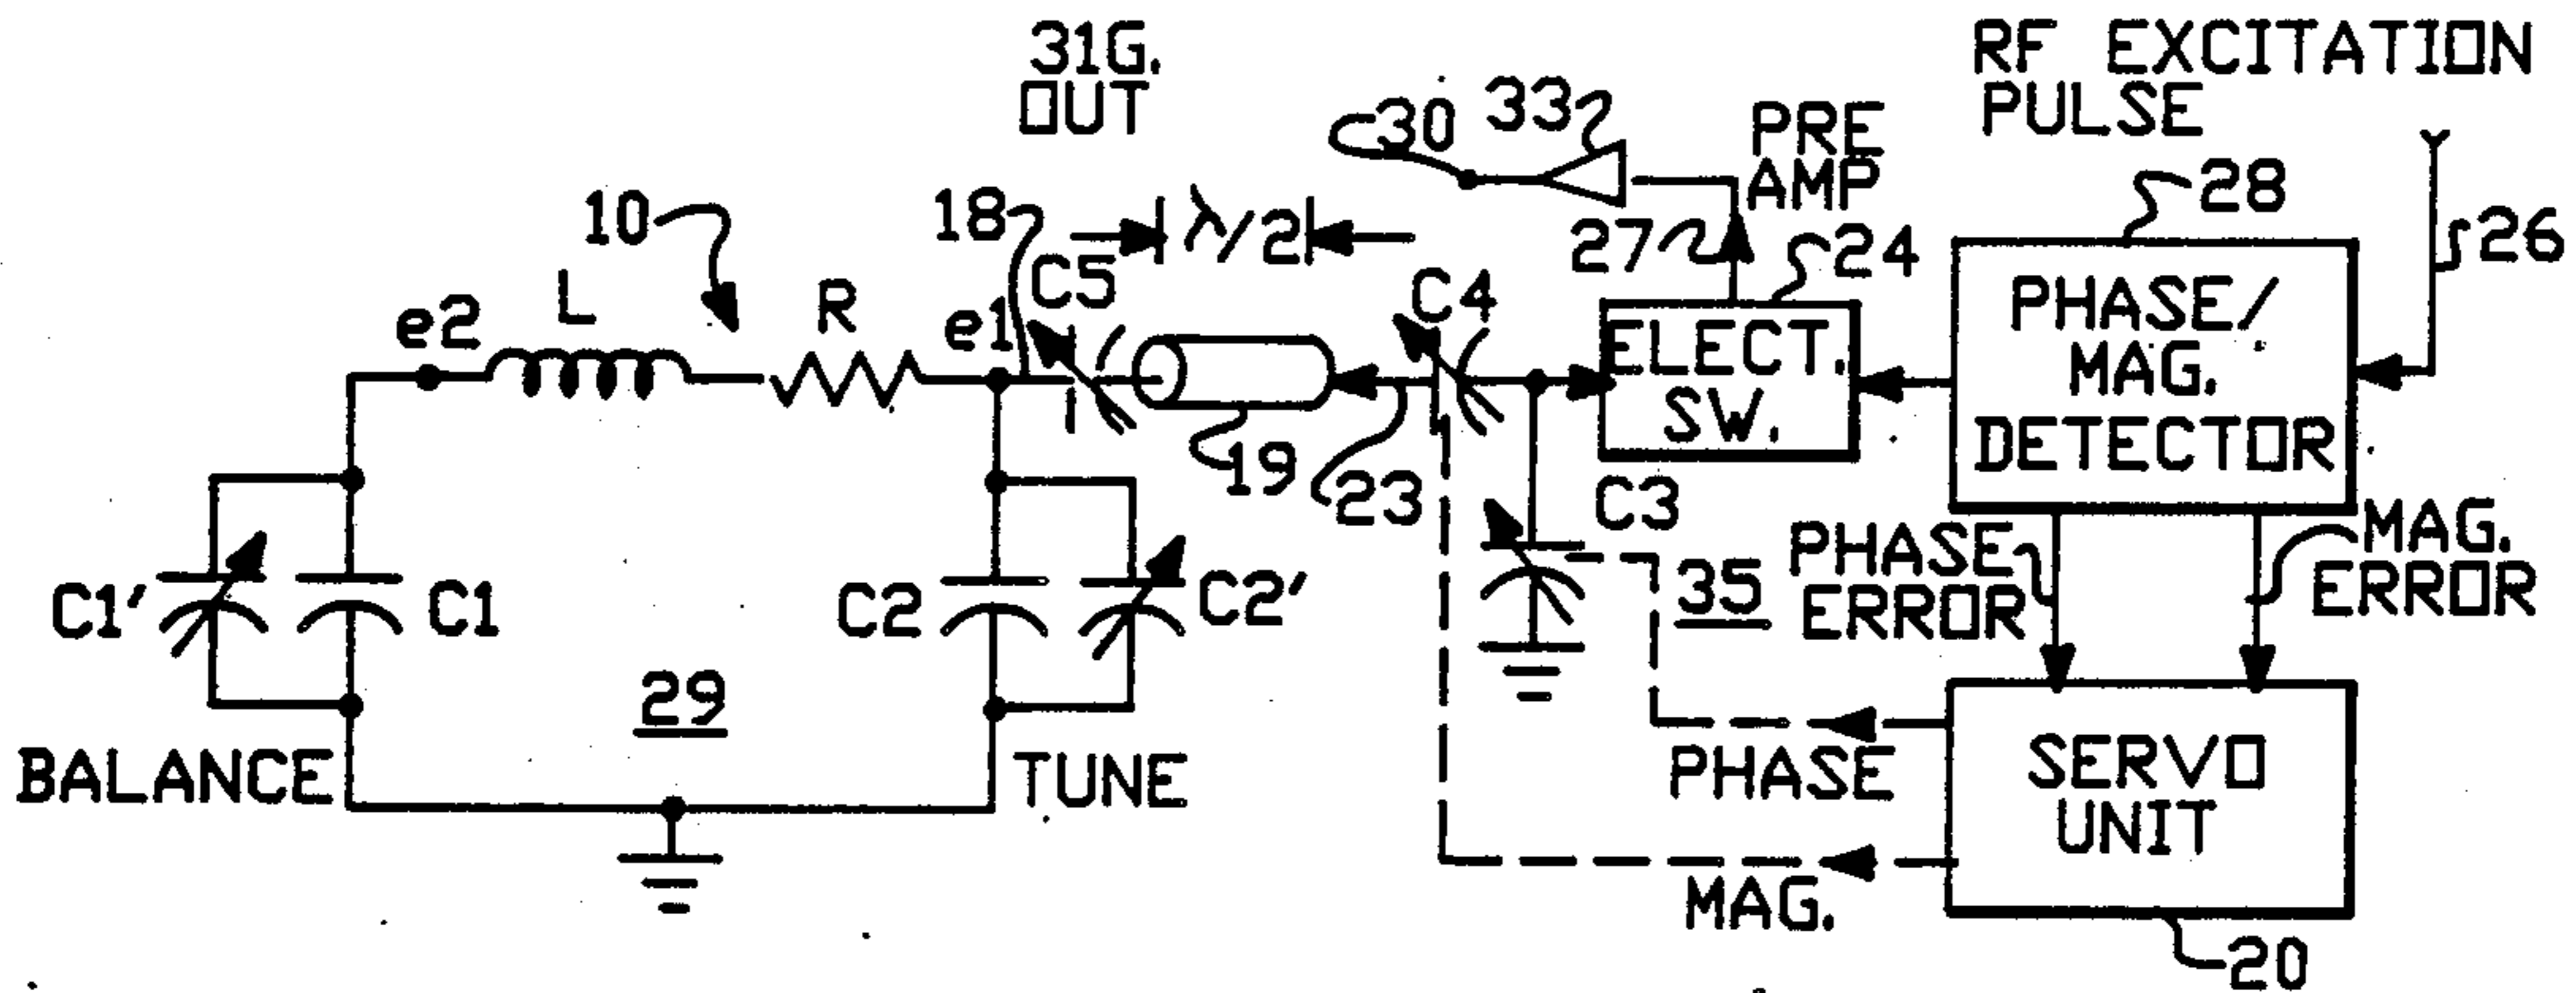 31G.
OUT
RF EXCITATION
PULSE
30
33
PRE
AMP
28
10
18
λ/2
27
24
26
C5
C4
e2
L
R
e1
ELECT.
SW.
PHASE/
MAG.
DETECTOR
19
23
C3
C1'
C1
C2
C2'
35
PHASE
ERROR
MAG.
ERROR
29
BALANCE
TUNE
PHASE
MAG.
SERVO
UNIT
20